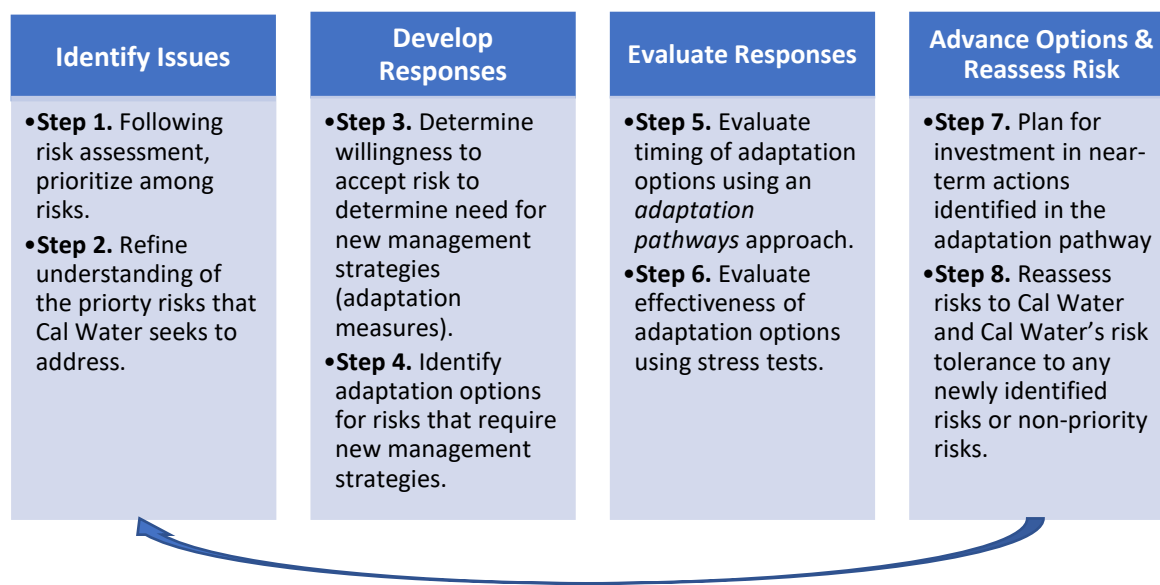 Identify Issues
•Step 1. Following
risk assessment,
prioritize among
risks.
•Step 2. Refine
understanding of
the priorty risks that
Cal Water seeks to
address.
Develop
Responses
•Step 3. Determine
willingness to
accept risk to
determine need for
new management
strategies
(adaptation
measures).
•Step 4. Identify
adaptation options
for risks that require
new management
strategies.
Evaluate Responses
•Step 5. Evaluate
timing of adaptation
options using an
adaptation
pathways approach.
•Step 6. Evaluate
effectiveness of
adaptation options
using stress tests.
Advance Options &
Reassess Risk
•Step 7. Plan for
investment in near-
term actions
identified in the
adaptation pathway
•Step 8. Reassess
risks to Cal Water
and Cal Water’s risk
tolerance to any
newly identified
risks or non-priority
risks.